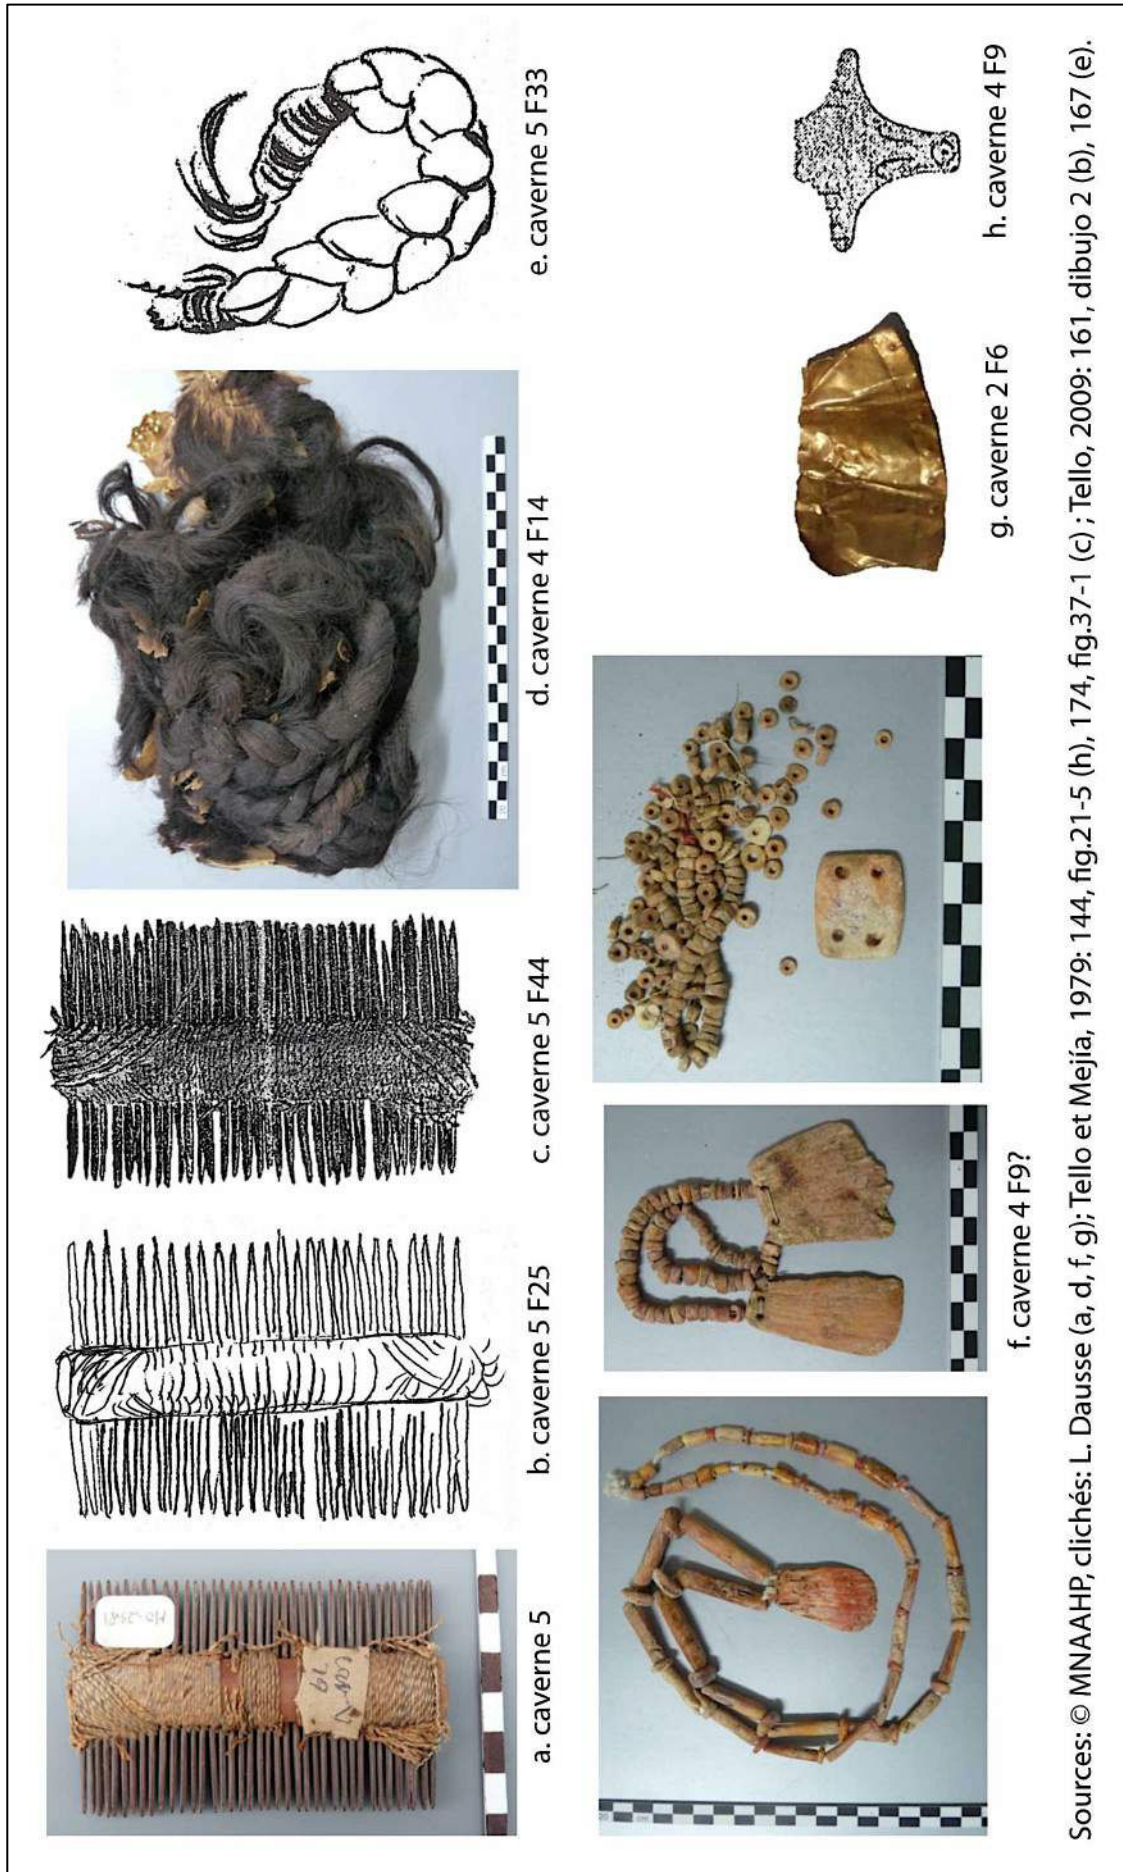 a. caverne 5
b. caverne 5 F25
c. caverne 5 F44
d. caverne 4 F14
e. caverne 5 F33
f. caverne 4 F9?
g. caverne 2 F6
h. caverne 4 F9
Sources: © MNAAHP, clichés: L. Dausse (a, d, f, g); Tello et Mejía, 1979: 144, fig.21-5 (h), 174, fig.37-1 (c) ; Tello, 2009: 161, dibujo 2 (b), 167 (e).